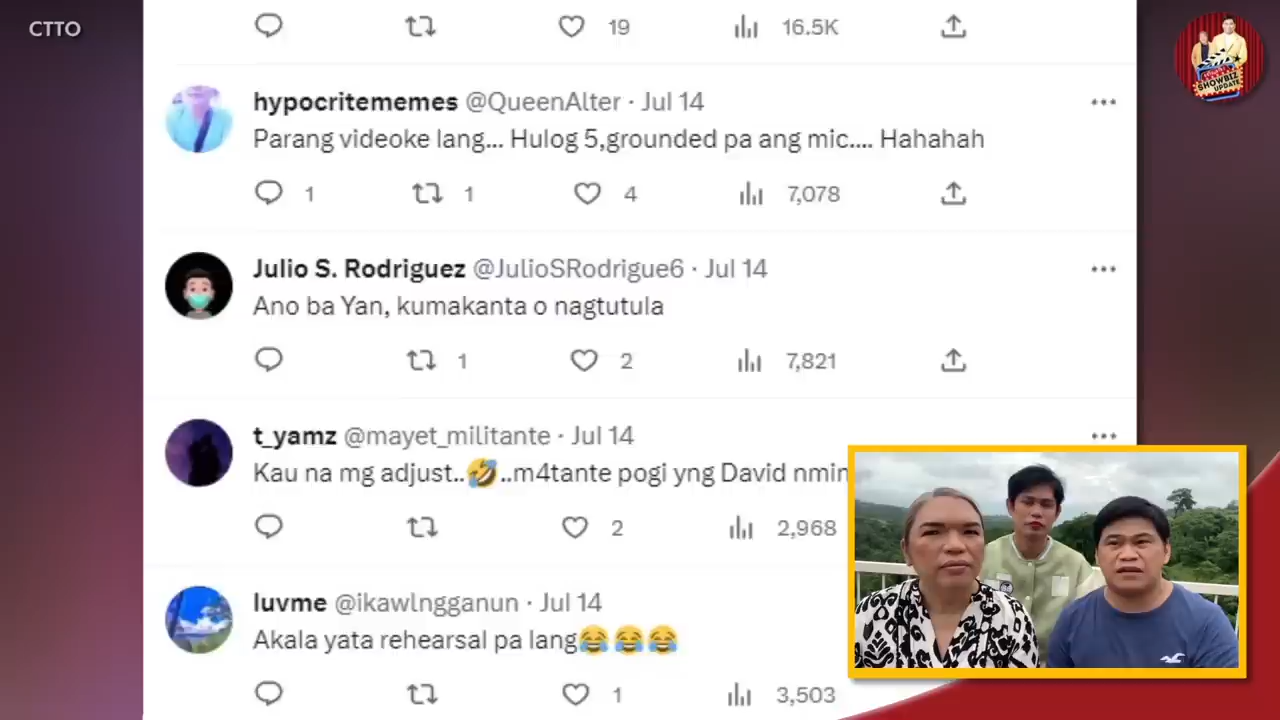 CTTO
19
16.5K
SHOWBIZ
UPDATE
hypocritememes @QueenAlter · Jul 14
Parang videoke lang... Hulog 5,grounded pa ang mic.... Hahahah
1
1
4
7,078
Julio S. Rodriguez @JulioSRodrigue6 · Jul 14
Ano ba Yan, kumakanta o nagtutula
1
2
7,821
t_yamz @mayet_militante · Jul 14
Kau na mg adjust..🤣..m4tante pogi yng David nmin
2
2,968
luvme @ikawlngganun · Jul 14
Akala yata rehearsal pa lang😂😂😂
1
3,503